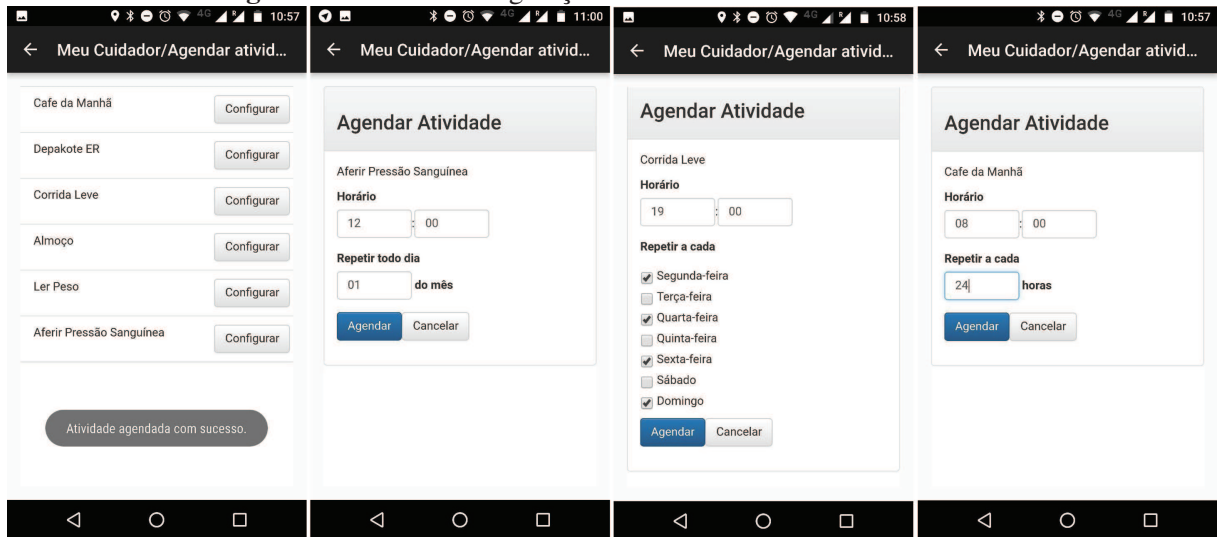 4G R 10:57
Meu Cuidador/Agendar ativid...
Cafe da Manhã
Configurar
Depakote ER
Configurar
Corrida Leve
Configurar
Almoço
Configurar
Ler Peso
Configurar
Aferir Pressão Sanguínea
Configurar
Atividade agendada com sucesso.
4G R 11:00
Meu Cuidador/Agendar ativid...
Agendar Atividade
Aferir Pressão Sanguínea
Horário
12 : 00
Repetir todo dia
01 do mês
Agendar Cancelar
4G R 10:58
Meu Cuidador/Agendar ativid...
Agendar Atividade
Corrida Leve
Horário
19 : 00
Repetir a cada
Segunda-feira
Terça-feira
Quarta-feira
Quinta-feira
Sexta-feira
Sábado
Domingo
Agendar Cancelar
4G R 10:57
Meu Cuidador/Agendar ativid...
Agendar Atividade
Cafe da Manhã
Horário
08 : 00
Repetir a cada
24 horas
Agendar Cancelar